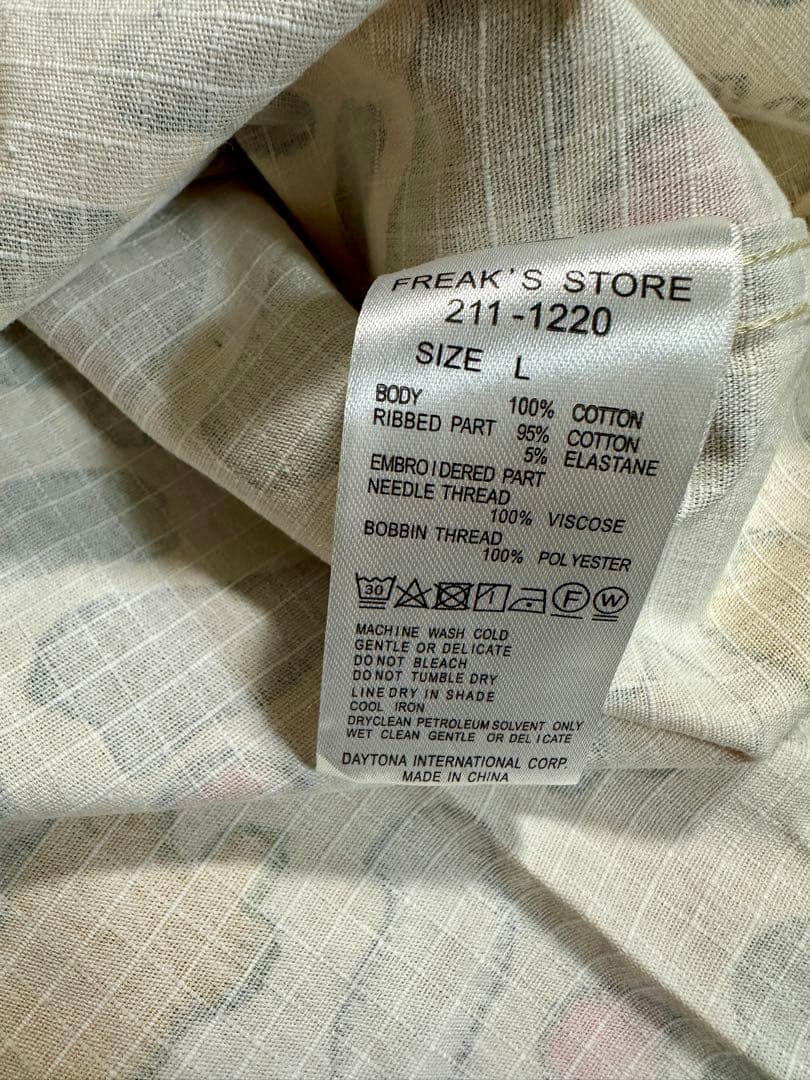 FREAK'S STORE
211-1220
SIZE L
BODY 100% COTTON
RIBBED PART 95% COTTON
5% ELASTANE
EMBROIDERED PART
NEEDLE THREAD
100% VISCOSE
BOBBIN THREAD
100% POLYESTER
30 F W
MACHINE WASH COLD
GENTLE OR DELICATE
DO NOT BLEACH
DO NOT TUMBLE DRY
LINE DRY IN SHADE
COOL IRON
DRYCLEAN PETROLEUM SOLVENT ONLY
WET CLEAN GENTLE OR DELICATE
DAYTONA INTERNATIONAL CORP.
MADE IN CHINA